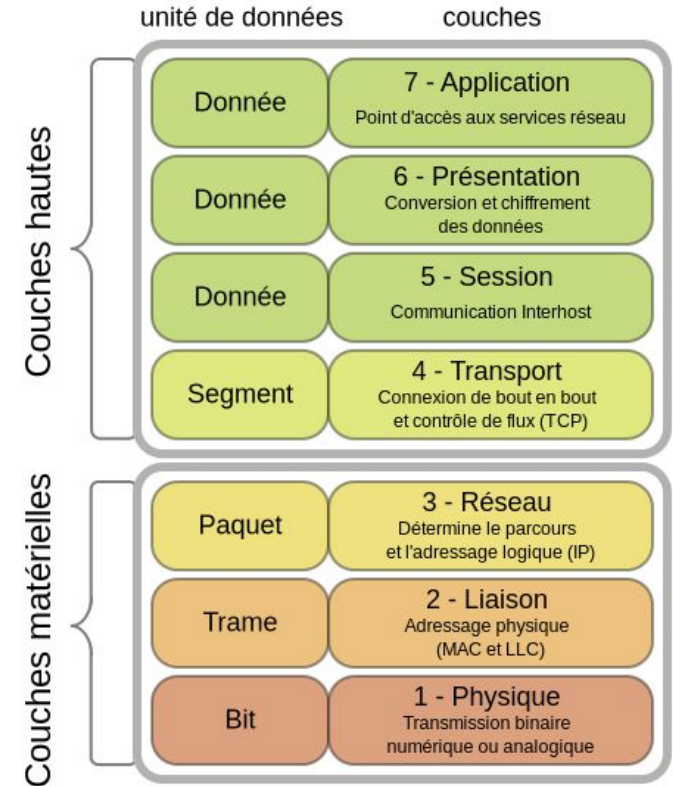 unité de données
couches
Couches hautes
Donnée
7 - Application
Point d'accès aux services réseau
Donnée
6 - Présentation
Conversion et chiffrement
des données
Donnée
5 - Session
Communication Interhost
Segment
4 - Transport
Connexion de bout en bout
et contrôle de flux (TCP)
Couches matérielles
Paquet
3 - Réseau
Détermine le parcours
et l'adressage logique (IP)
Trame
2 - Liaison
Adressage physique
(MAC et LLC)
Bit
1 - Physique
Transmission binaire
numérique ou analogique